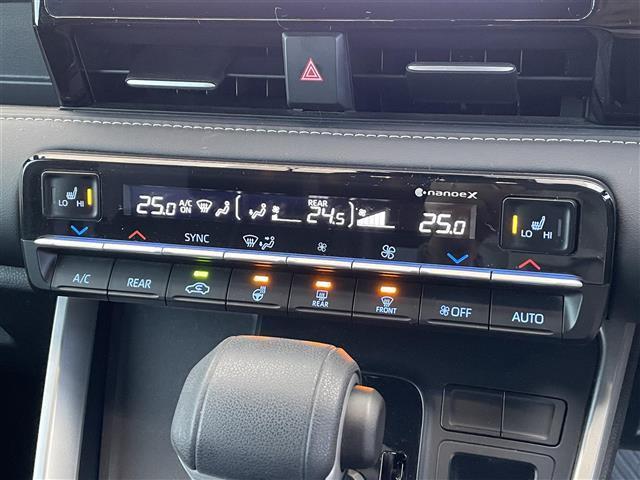 nanoeX
LO HI
25.0 A/C ON
REAR
24.5
25.0
LO HI
SYNC
A/C
REAR
REAR
FRONT
OFF
AUTO